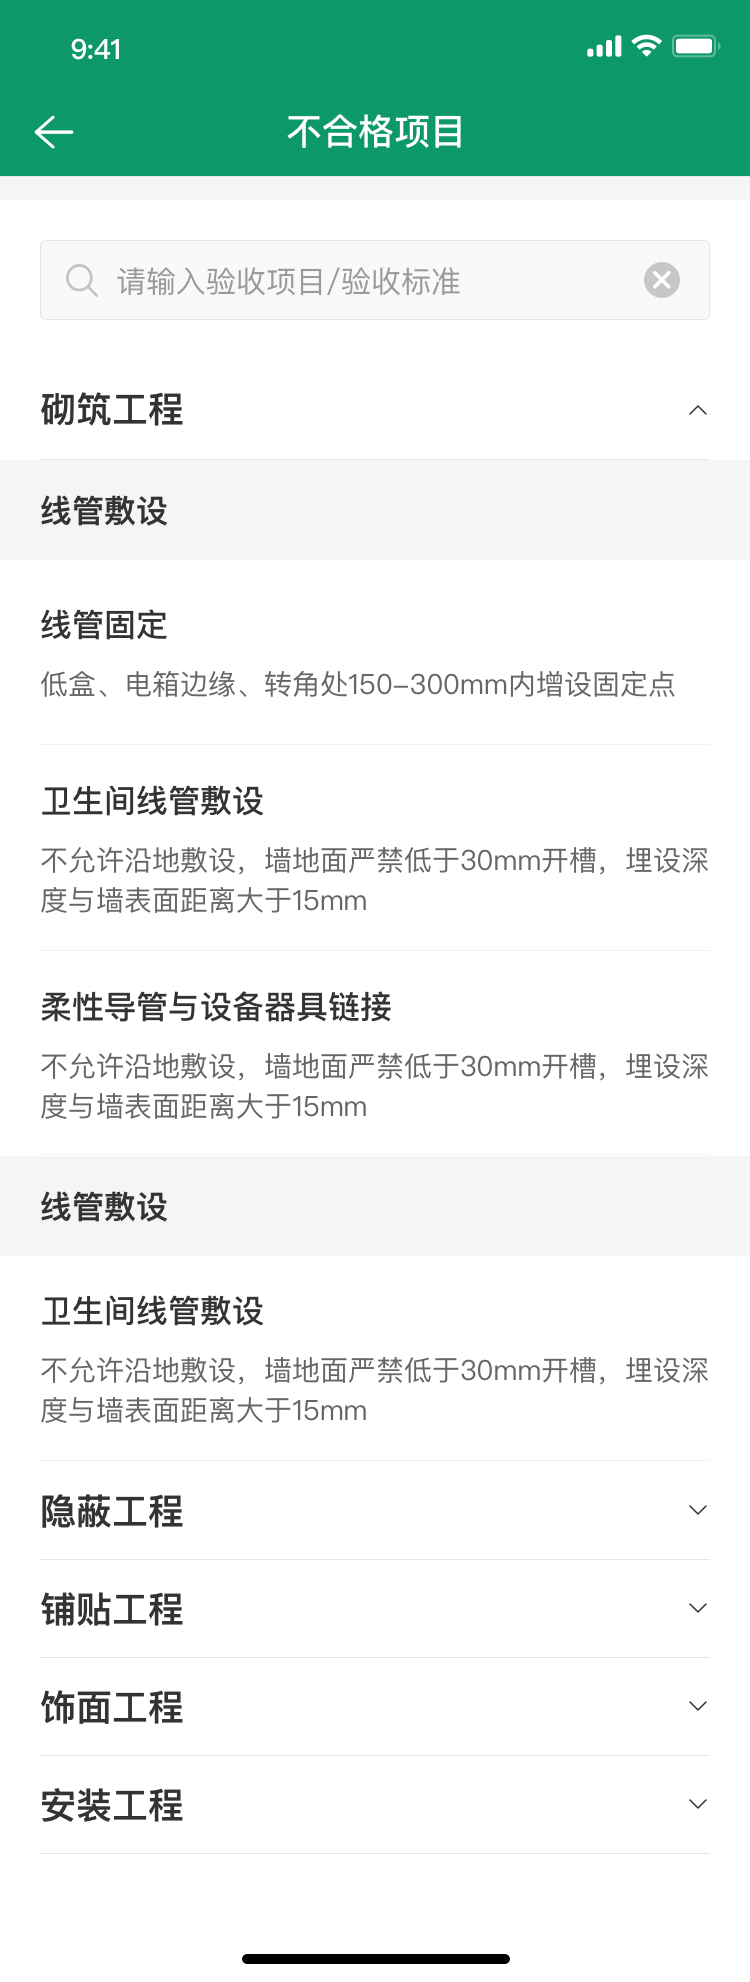 9:41
不合格项目
请输入验收项目/验收标准
砌筑工程
线管敷设
线管固定
低盒、电箱边缘、转角处150–300mm内增设固定点
卫生间线管敷设
不允许沿地敷设，墙地面严禁低于30mm开槽，埋设深
度与墙表面距离大于15mm
柔性导管与设备器具链接
不允许沿地敷设，墙地面严禁低于30mm开槽，埋设深
度与墙表面距离大于15mm
线管敷设
卫生间线管敷设
不允许沿地敷设，墙地面严禁低于30mm开槽，埋设深
度与墙表面距离大于15mm
隐蔽工程
铺贴工程
饰面工程
安装工程